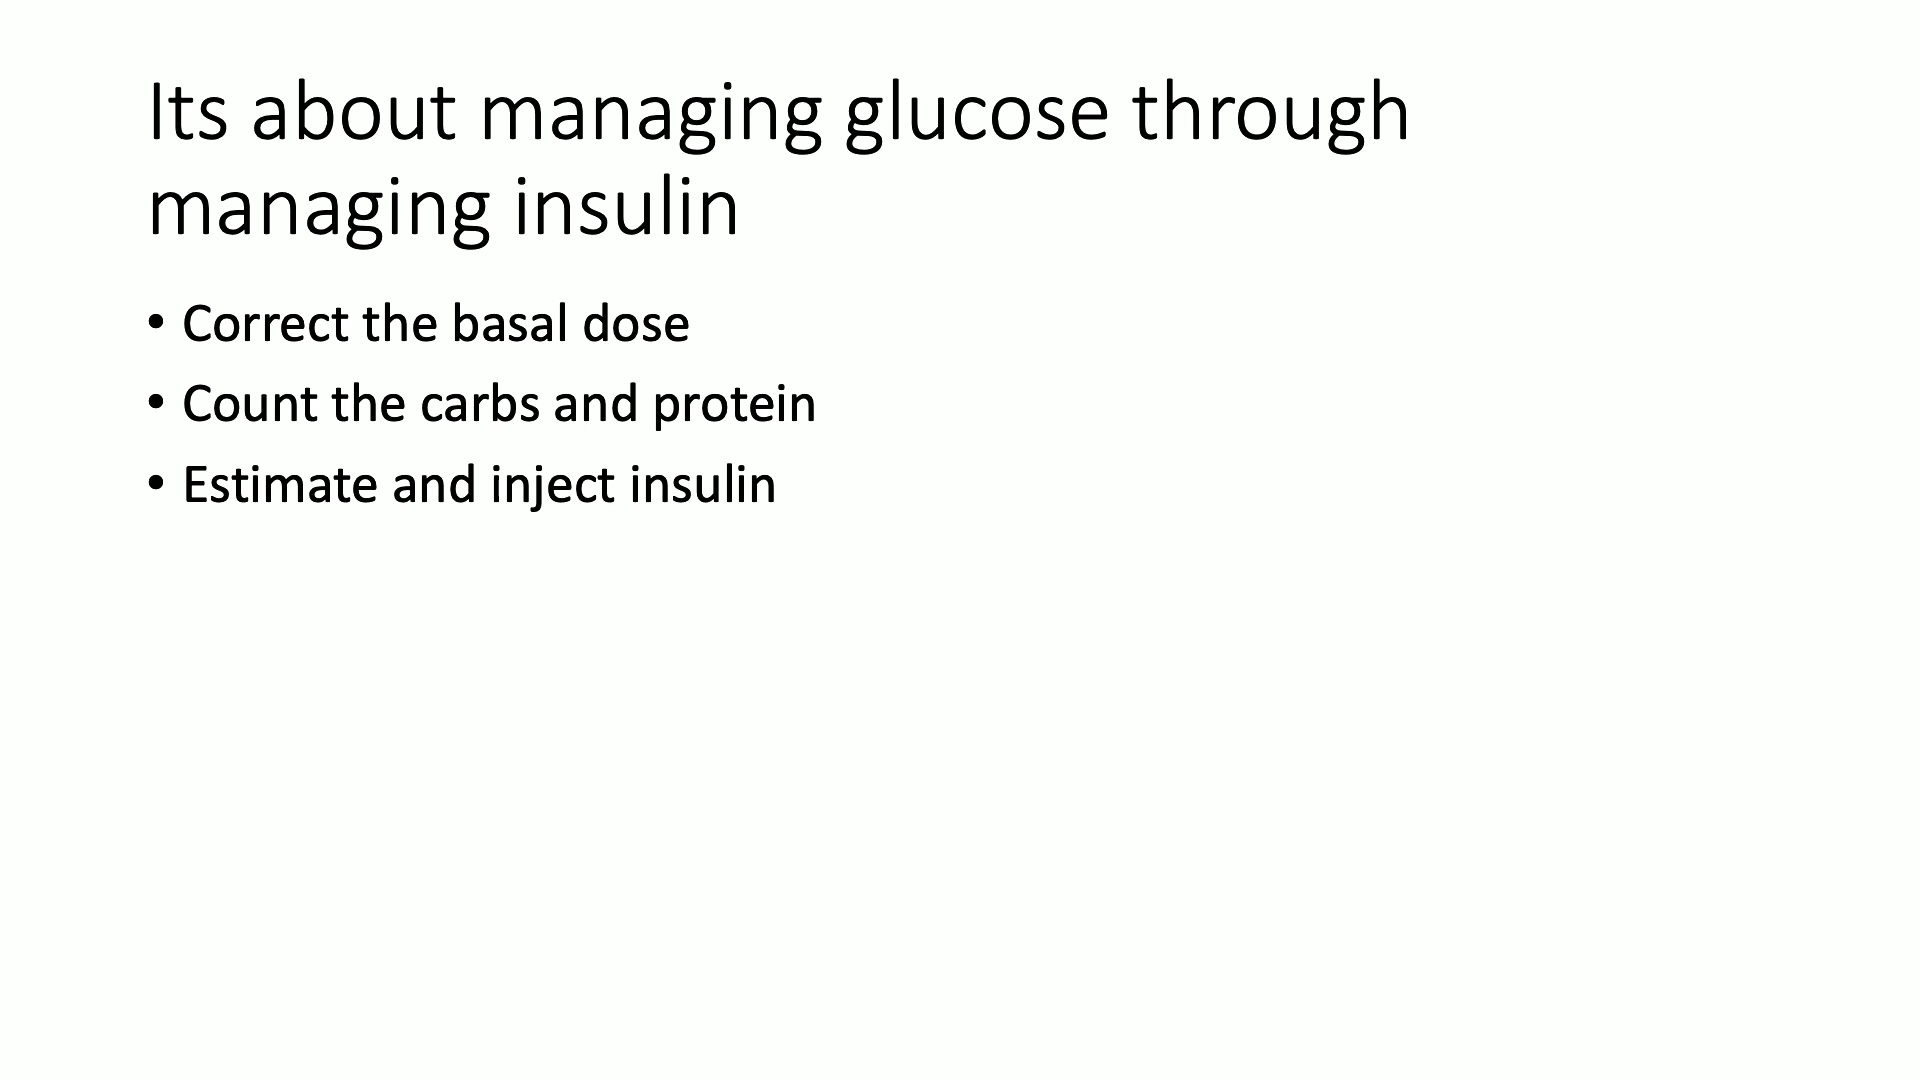 Its about managing glucose through
managing insulin
• Correct the basal dose
• Count the carbs and protein
• Estimate and inject insulin